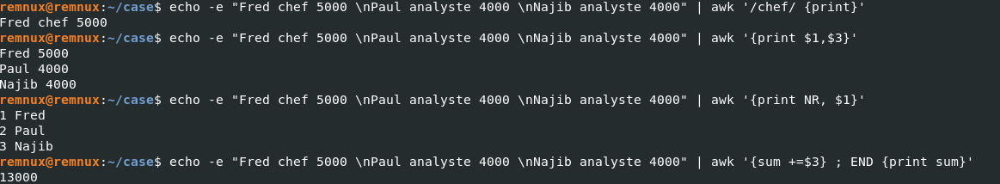 remnux@remnux:~/case$ echo -e "Fred chef 5000 \nPaul analyste 4000 \nNajib analyste 4000" | awk '/chef/ {print}'
Fred chef 5000
remnux@remnux:~/case$ echo -e "Fred chef 5000 \nPaul analyste 4000 \nNajib analyste 4000" | awk '{print $1,$3}'
Fred 5000
Paul 4000
Najib 4000
remnux@remnux:~/case$ echo -e "Fred chef 5000 \nPaul analyste 4000 \nNajib analyste 4000" | awk '{print NR, $1}'
1 Fred
2 Paul
3 Najib
remnux@remnux:~/case$ echo -e "Fred chef 5000 \nPaul analyste 4000 \nNajib analyste 4000" | awk '{sum +=$3} ; END {print sum}'
13000